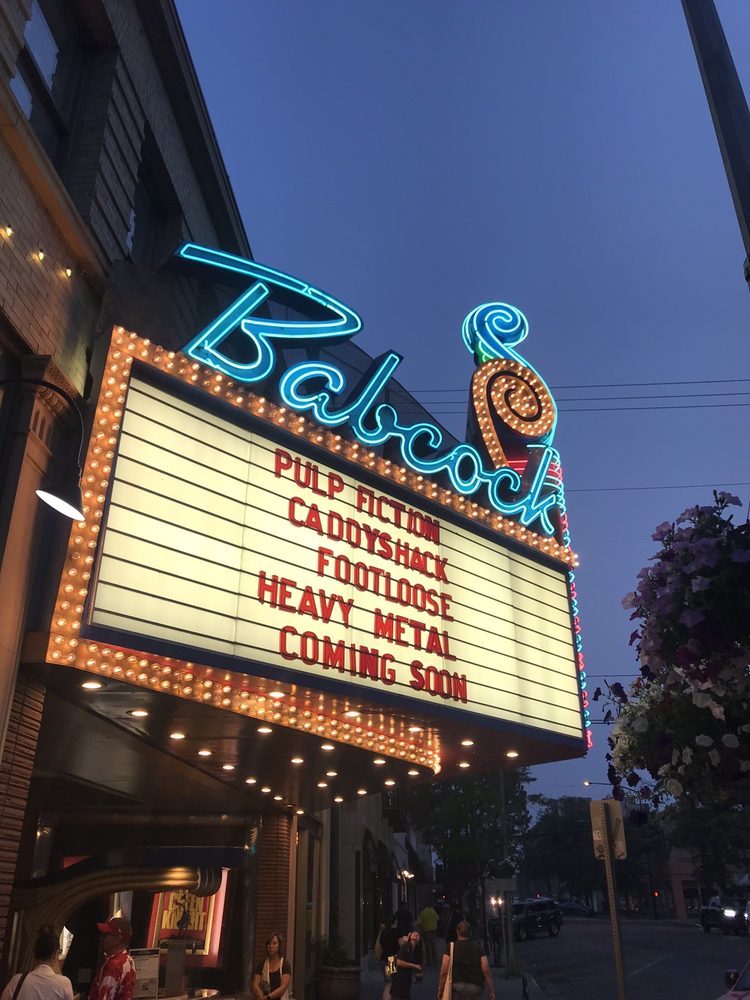 Babcock
PULP FICTION
CADDYSHACK
FOOTLOOSE
HEAVY METAL
COMING SOON